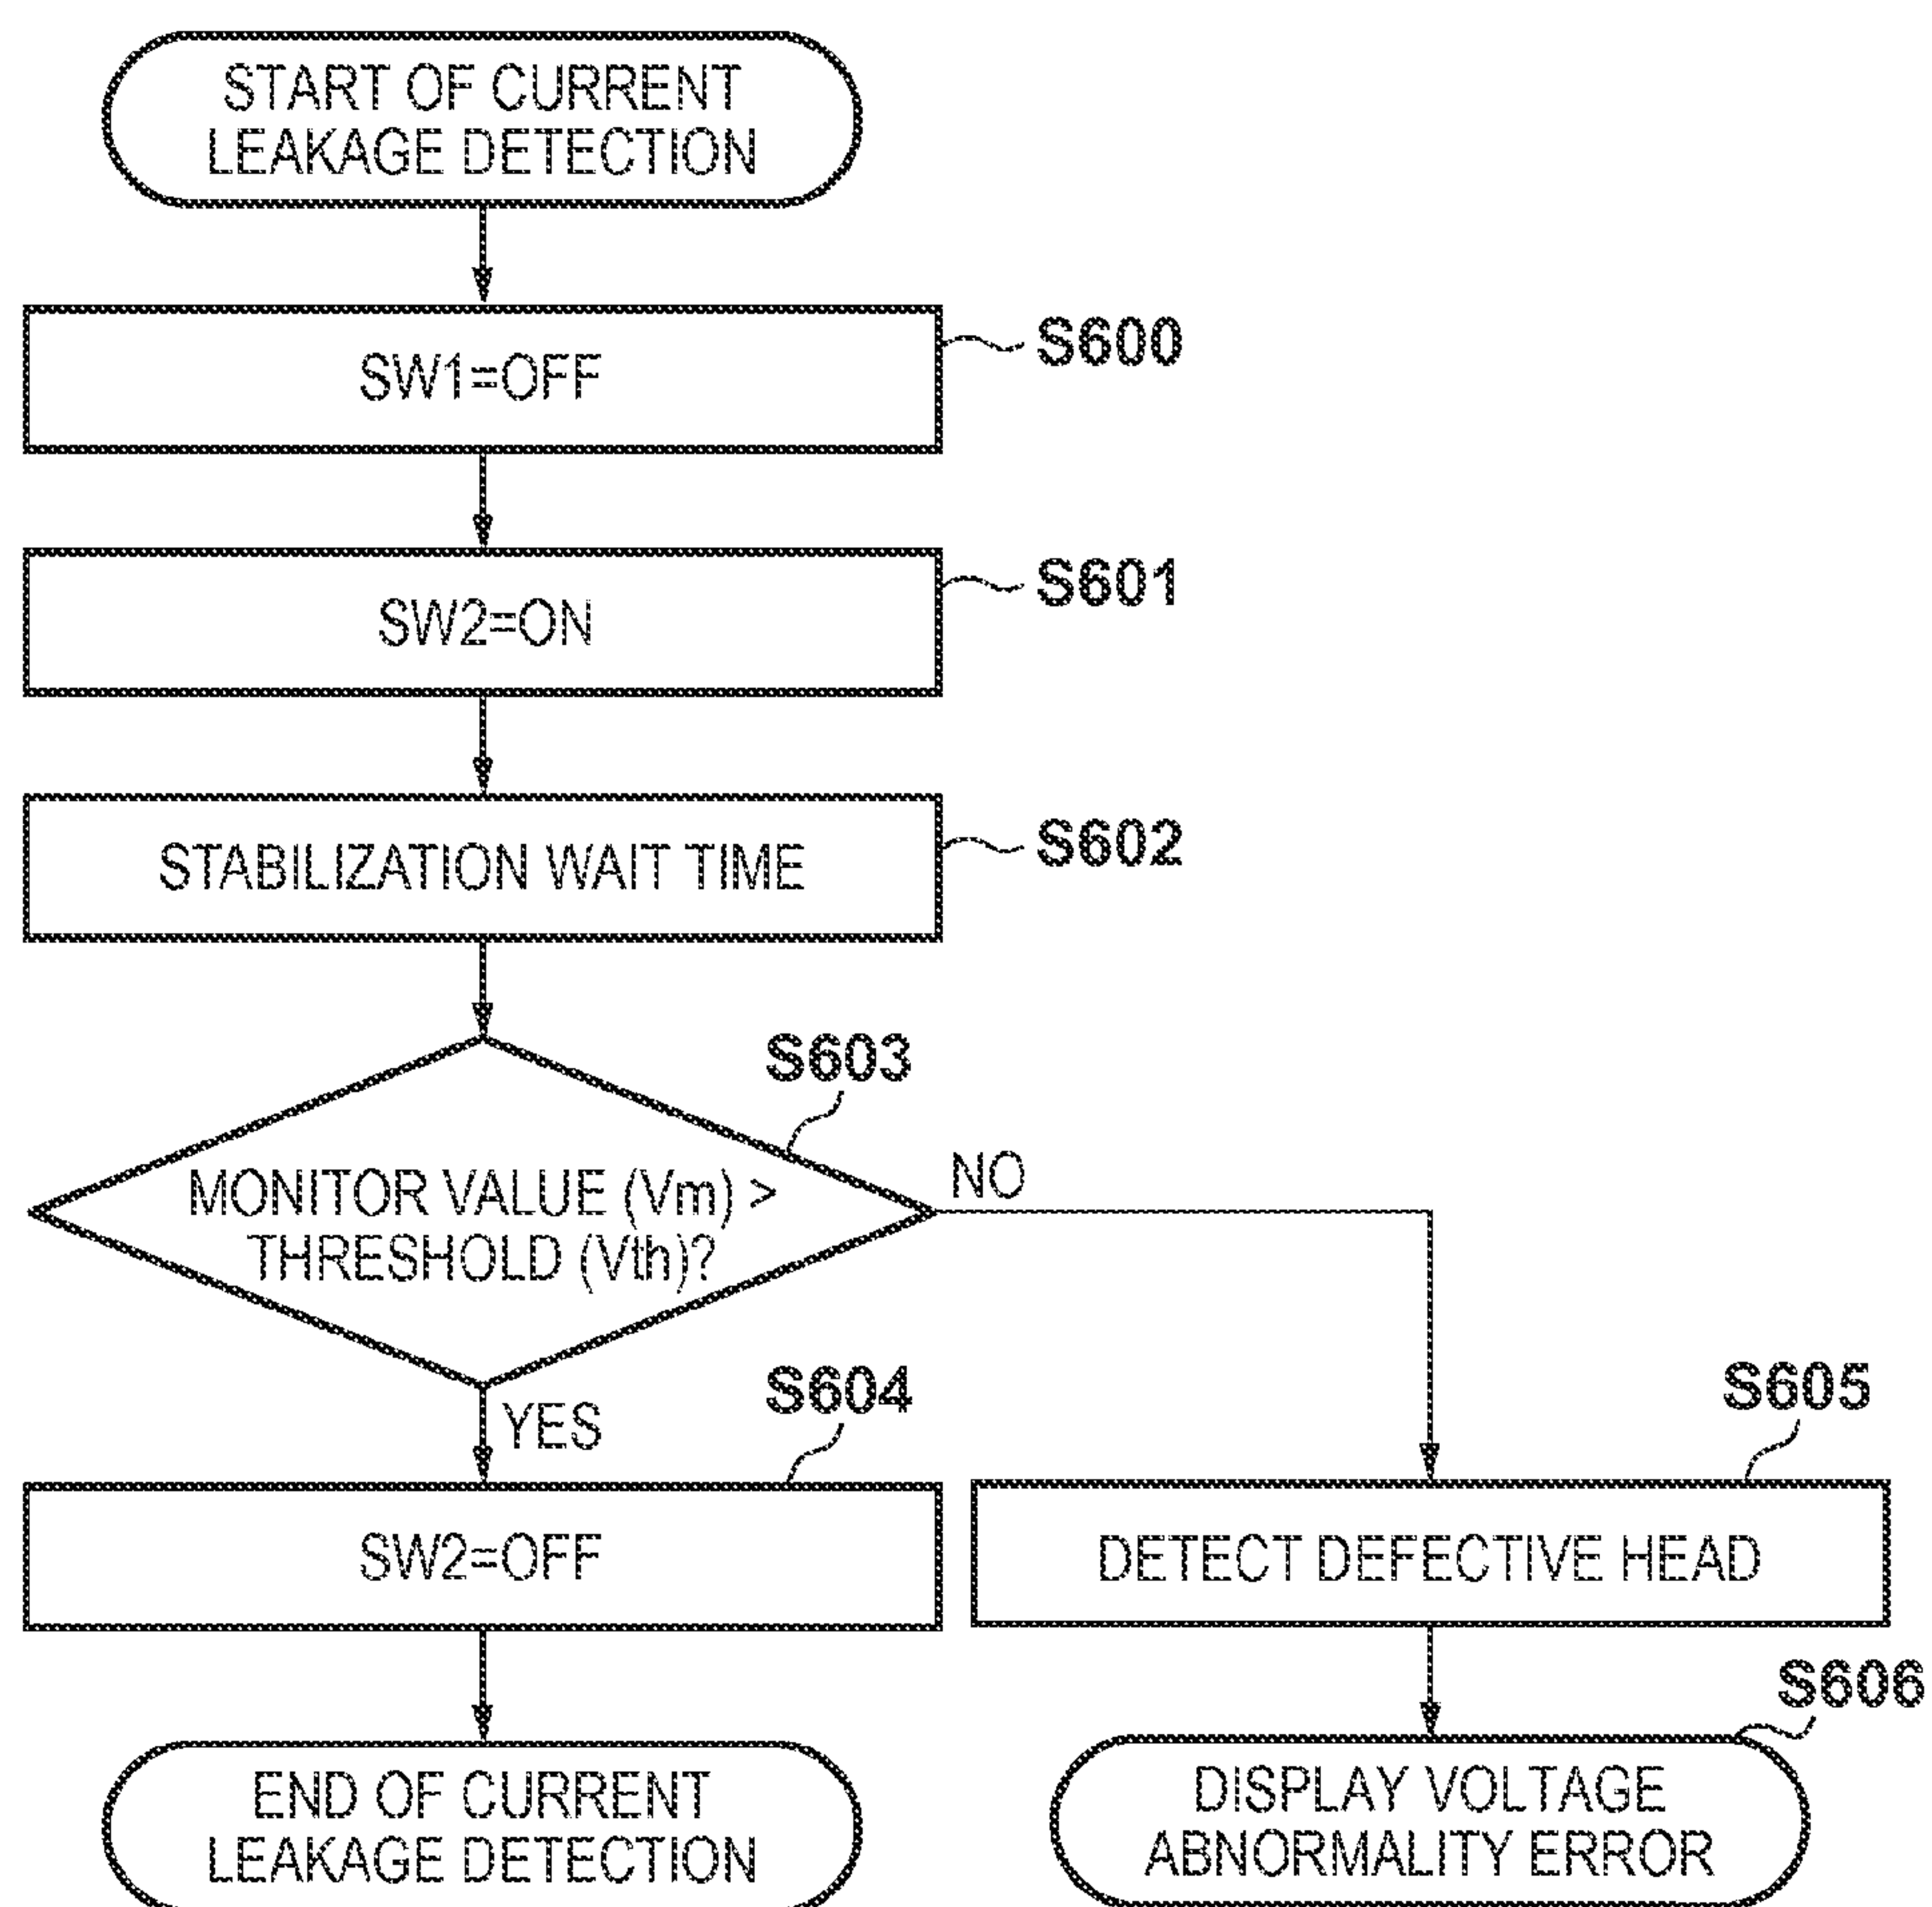 START OF CURRENT
LEAKAGE DETECTION
SW1=OFF
S600
SW2=ON
S601
STABILIZATION WAIT TIME
S602
S603
MONITOR VALUE (Vm) >
THRESHOLD (Vth)?
NO
YES
S604
SW2=OFF
S605
DETECT DEFECTIVE HEAD
END OF CURRENT
LEAKAGE DETECTION
S606
DISPLAY VOLTAGE
ABNORMALITY ERROR